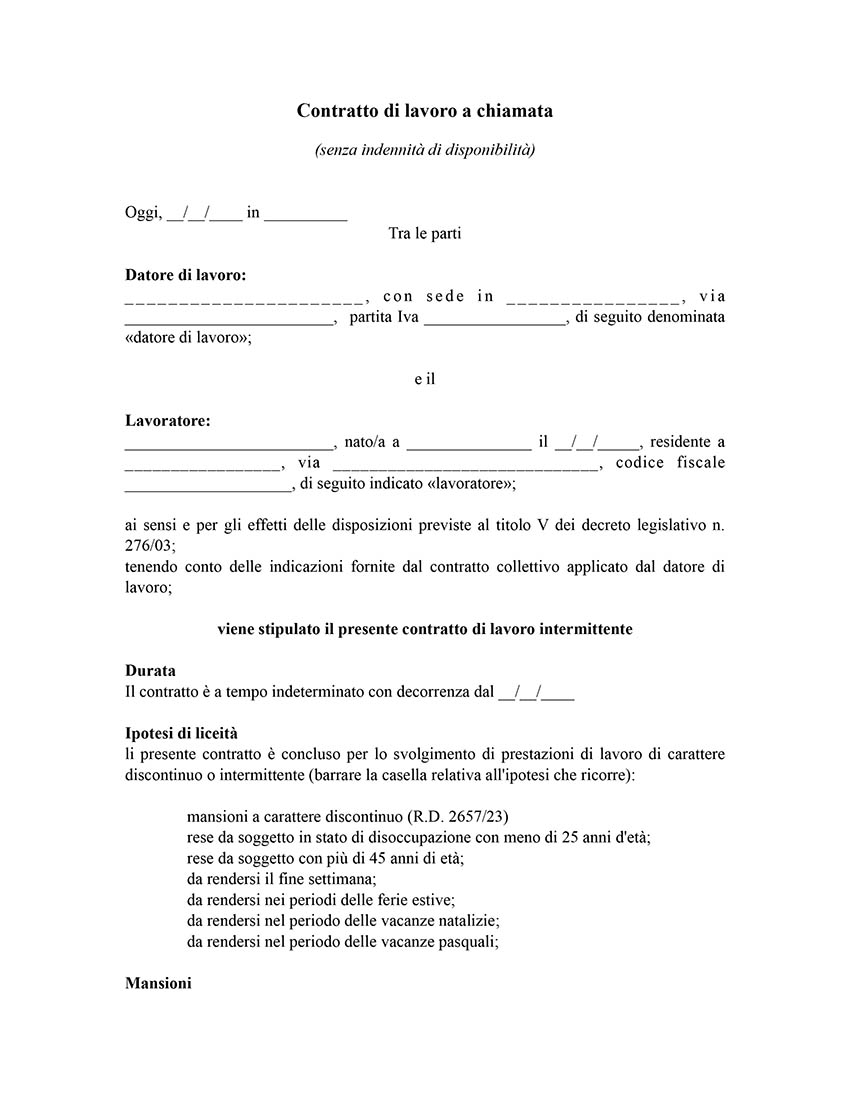 Contratto di lavoro a chiamata
(senza indennità di disponibilità)
Oggi, __/__/____ in __________
Tra le parti
Datore di lavoro:
______________________, con sede in ________________, via
_________________________, partita Iva _________________, di seguito denominata
«datore di lavoro»;
e il
Lavoratore:
_________________________, nato/a a _______________ il __/__/_____, residente a
_________________, via _____________________________, codice fiscale
____________________, di seguito indicato «lavoratore»;
ai sensi e per gli effetti delle disposizioni previste al titolo V dei decreto legislativo n.
276/03;
tenendo conto delle indicazioni fornite dal contratto collettivo applicato dal datore di
lavoro;
viene stipulato il presente contratto di lavoro intermittente
Durata
Il contratto è a tempo indeterminato con decorrenza dal __/__/____
Ipotesi di liceità
li presente contratto è concluso per lo svolgimento di prestazioni di lavoro di carattere
discontinuo o intermittente (barrare la casella relativa all'ipotesi che ricorre):
mansioni a carattere discontinuo (R.D. 2657/23)
rese da soggetto in stato di disoccupazione con meno di 25 anni d'età;
rese da soggetto con più di 45 anni di età;
da rendersi il fine settimana;
da rendersi nei periodi delle ferie estive;
da rendersi nel periodo delle vacanze natalizie;
da rendersi nel periodo delle vacanze pasquali;
Mansioni